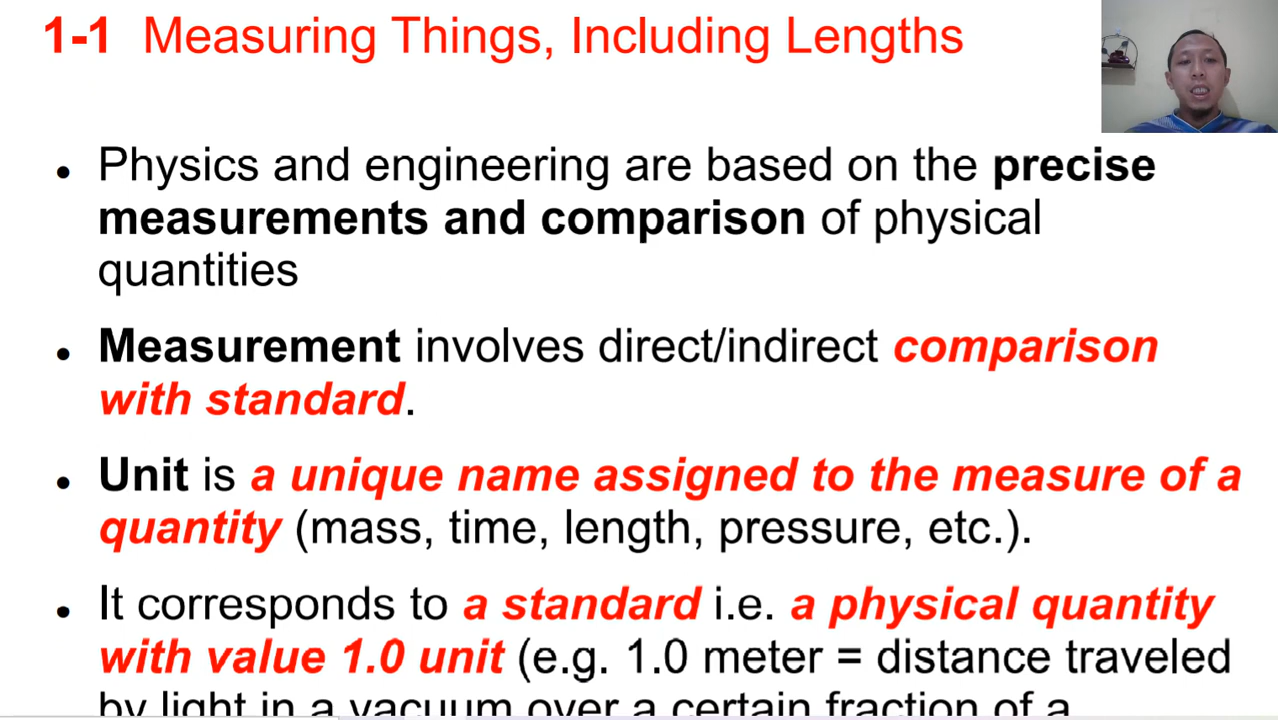 1-1 Measuring Things, Including Lengths
• Physics and engineering are based on the precise
measurements and comparison of physical
quantities
• Measurement involves direct/indirect comparison
with standard.
• Unit is a unique name assigned to the measure of a
quantity (mass, time, length, pressure, etc.).
• It corresponds to a standard i.e. a physical quantity
with value 1.0 unit (e.g. 1.0 meter = distance traveled
by light in a vacuum over a certain fraction of a